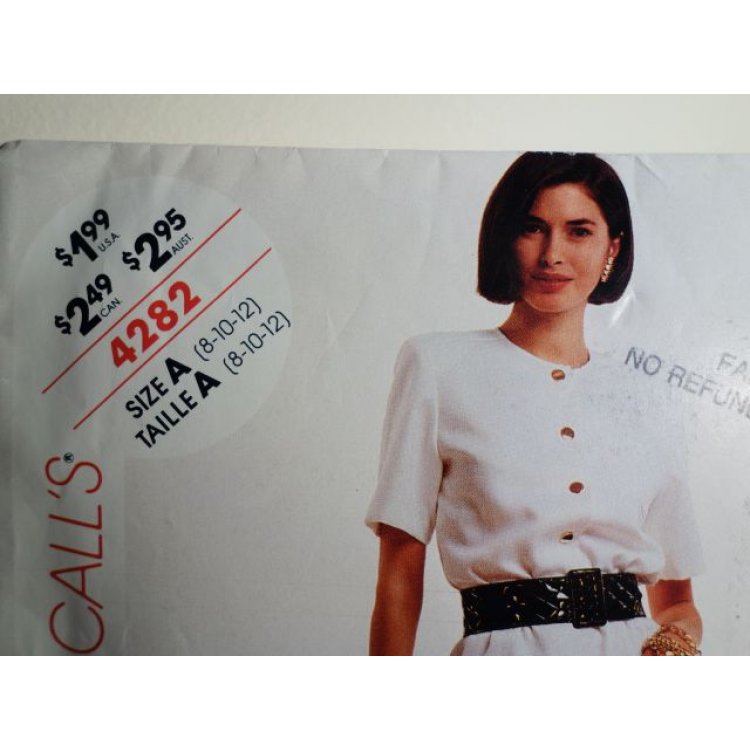 $1.99 U.S.A. $2.95 AUST.
$2.49 CAN.
4282
SIZE A (8-10-12)
TAILLE A (8-10-12)
CALL'S®
FA
NO REFUN